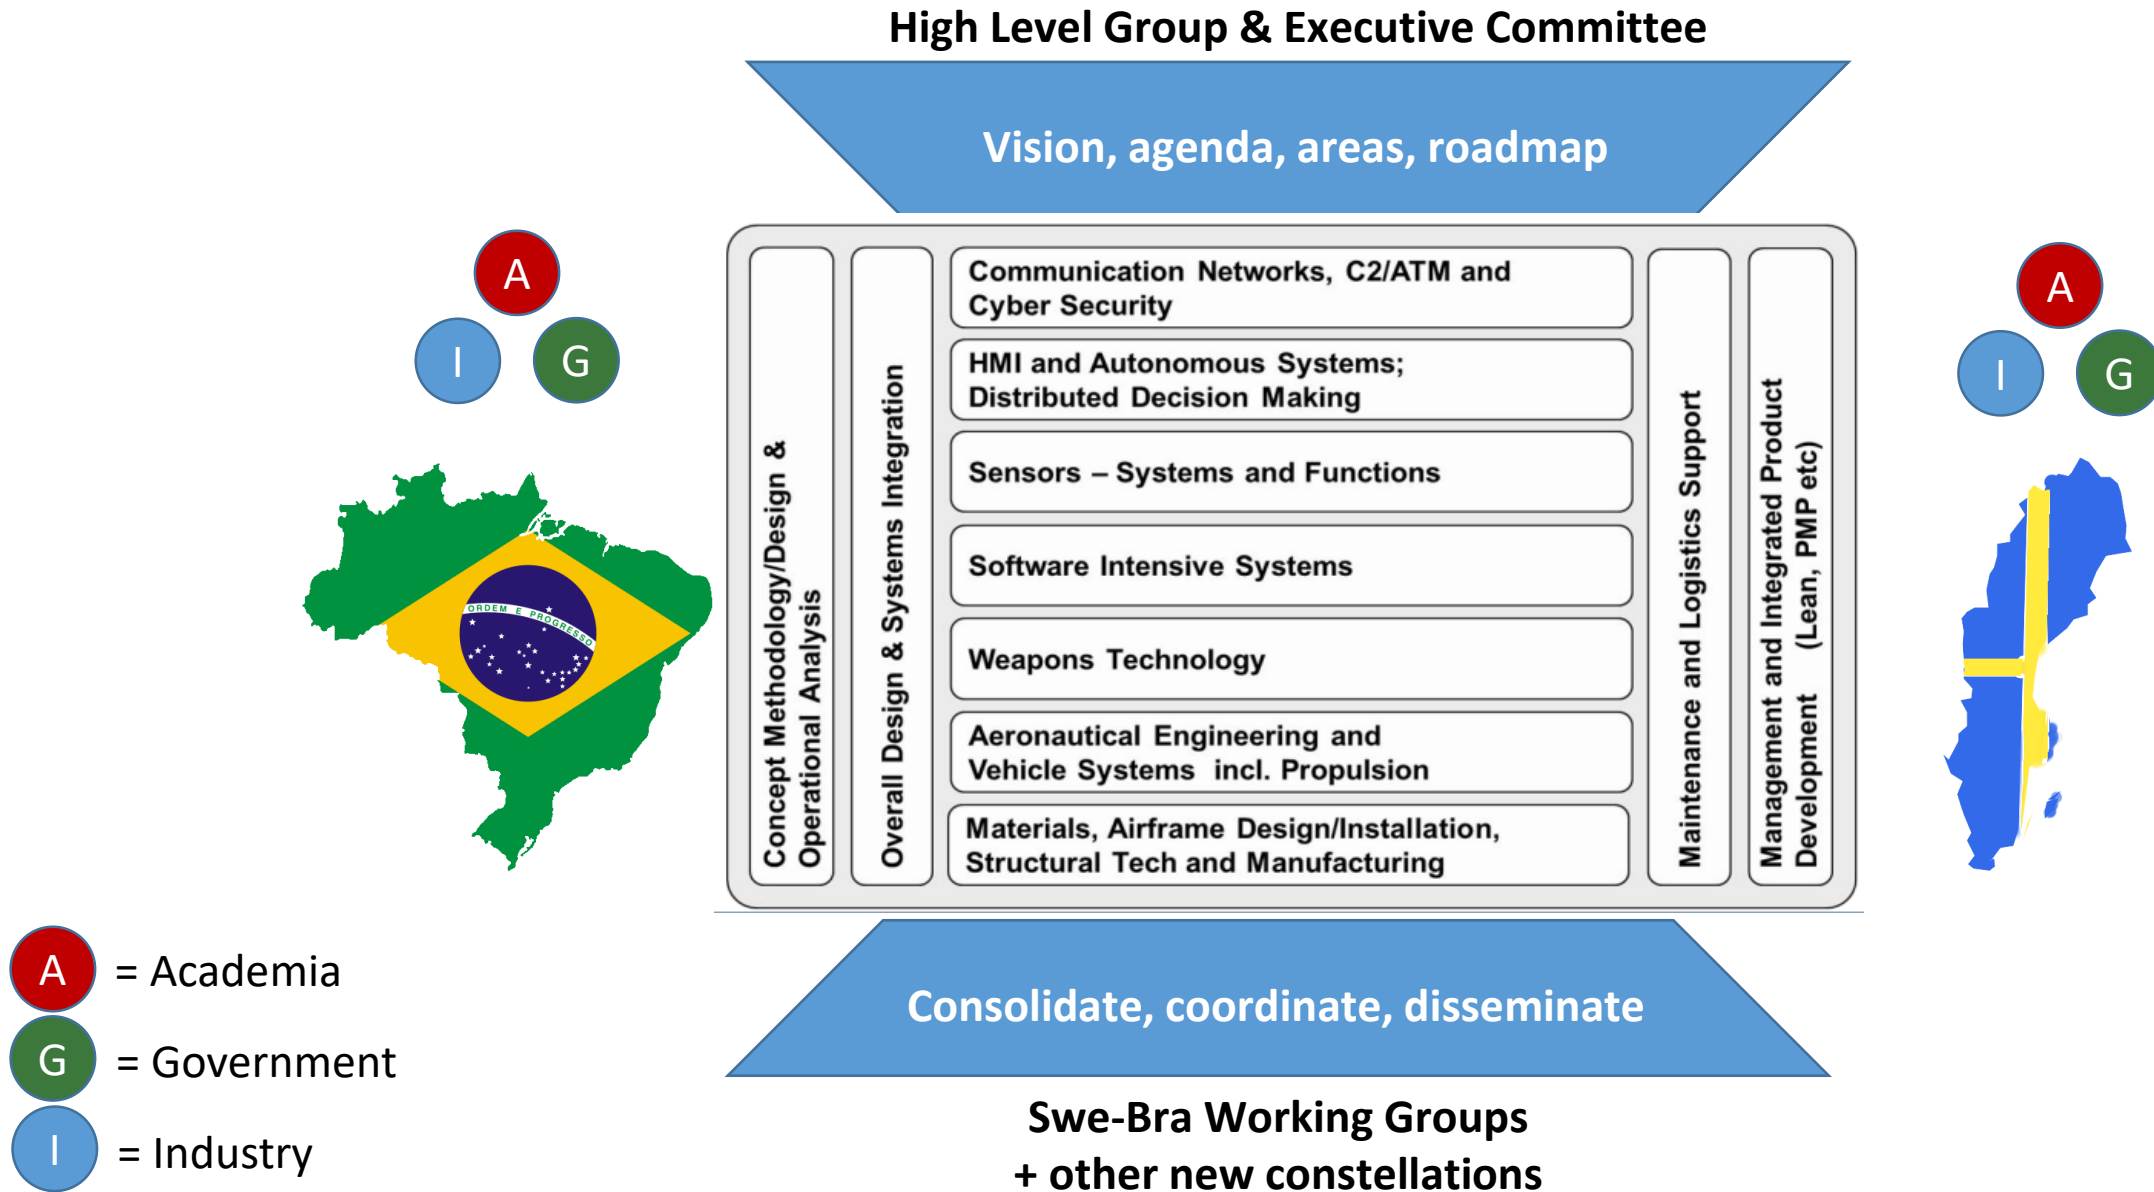 High Level Group & Executive Committee
Vision, agenda, areas, roadmap
A
I
G
A
I
G
Concept Methodology/Design &
Operational Analysis
Overall Design & Systems Integration
Communication Networks, C2/ATM and
Cyber Security
HMI and Autonomous Systems;
Distributed Decision Making
Sensors – Systems and Functions
Software Intensive Systems
Weapons Technology
Aeronautical Engineering and
Vehicle Systems incl. Propulsion
Materials, Airframe Design/Installation,
Structural Tech and Manufacturing
Maintenance and Logistics Support
Management and Integrated Product
Development (Lean, PMP etc)
ORDEM E PROGRESSO
A = Academia
G = Government
I = Industry
Consolidate, coordinate, disseminate
Swe-Bra Working Groups
+ other new constellations